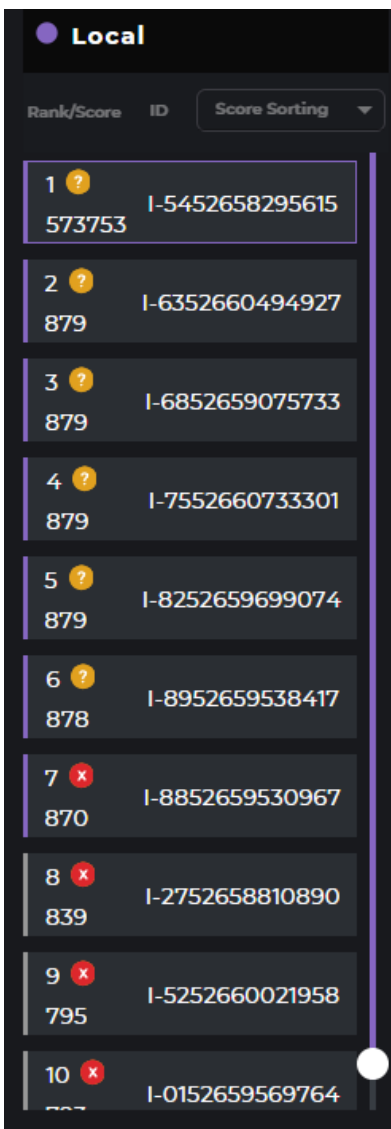 Local
Rank/Score ID Score Sorting
1 ?
573753 I-5452658295615
2 ?
879 I-6352660494927
3 ?
879 I-6852659075733
4 ?
879 I-7552660733301
5 ?
879 I-8252659699074
6 ?
878 I-8952659538417
7 x
870 I-8852659530967
8 x
839 I-2752658810890
9 x
795 I-5252660021958
10 x
I-0152659569764